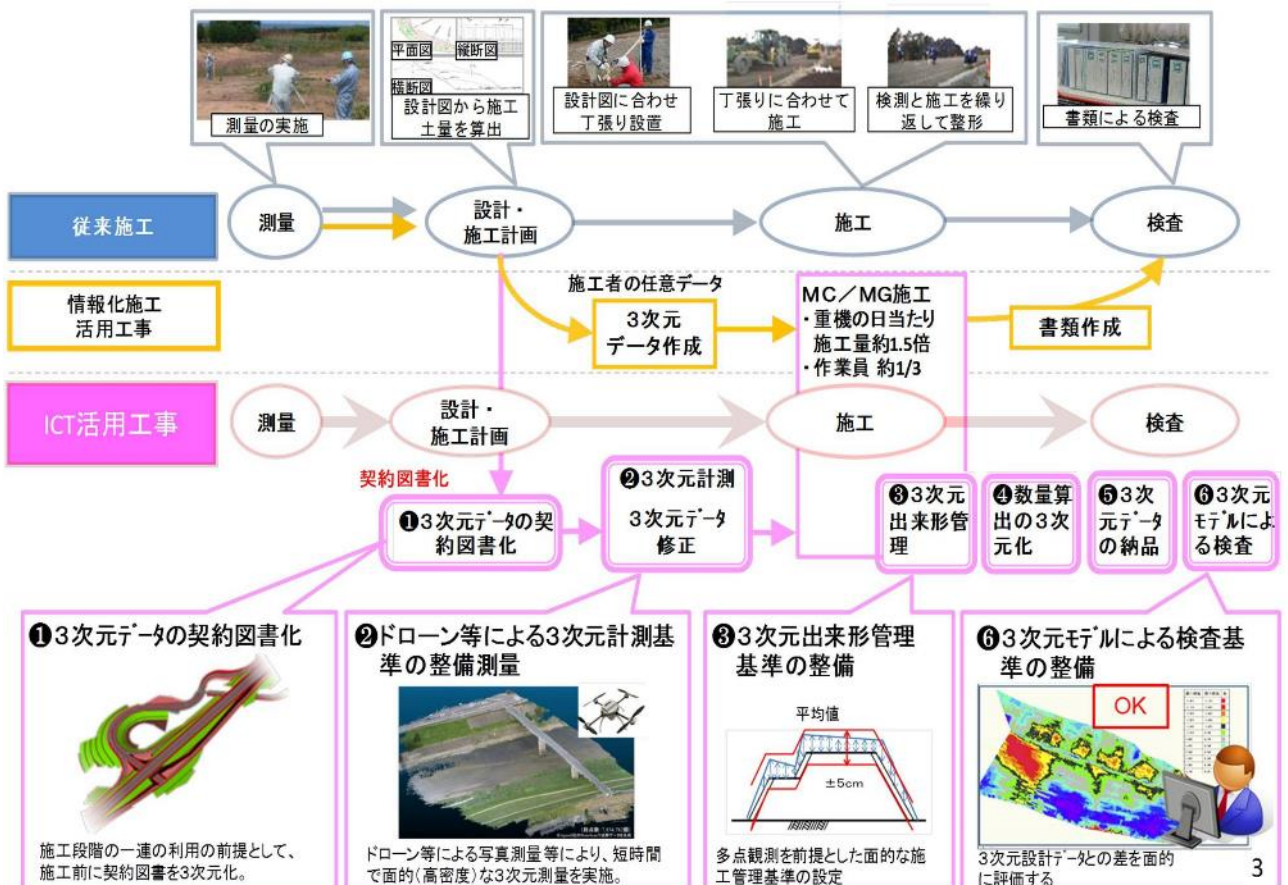 平面図
縦断図
横断図
測量の実施
設計図から施工
土量を算出
設計図に合わせ
丁張り設置
丁張りに合わせて
施工
検測と施工を繰り
返して整形
書類による検査
従来施工
測量
設計・
施工計画
施工
検査
情報化施工
活用工事
施工者の任意データ
3次元
データ作成
MC/MG施工
・重機の日当たり
施工量約1.5倍
・作業員 約1/3
書類作成
ICT活用工事
測量
設計・
施工計画
施工
検査
契約図書化
❶3次元データの契
約図書化
❷3次元計測
3次元データ
修正
❸3次元
出来形管
理
❹数量算
出の3次
元化
❺3次
元データ
の納品
❻3次元
モデルによ
る検査
❶3次元データの契約図書化
施工段階の一連の利用の前提として、
施工前に契約図書を3次元化。
❷ドローン等による3次元計測基
準の整備測量
ドローン等による写真測量等により、短時間
で面的(高密度)な3次元測量を実施。
❸3次元出来形管理
基準の整備
平均値
±5cm
多点観測を前提とした面的な施
工管理基準の設定
❻3次元モデルによる検査基
準の整備
OK
3次元設計データとの差を面的
に評価する
3